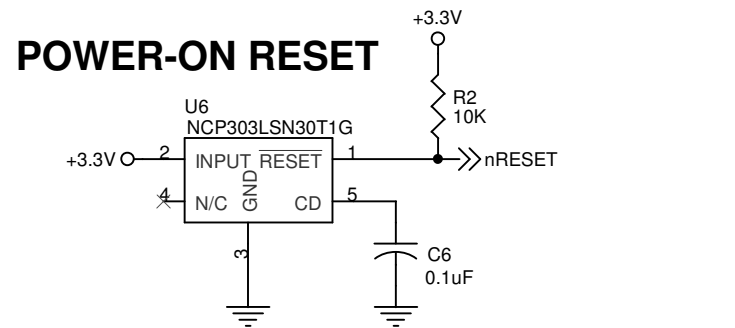 +3.3V
POWER-ON RESET
R2
10K
U6
NCP303LSN30T1G
+3.3V 2 INPUT RESET 1 nRESET
4 N/C GND CD 5
3
C6
0.1uF